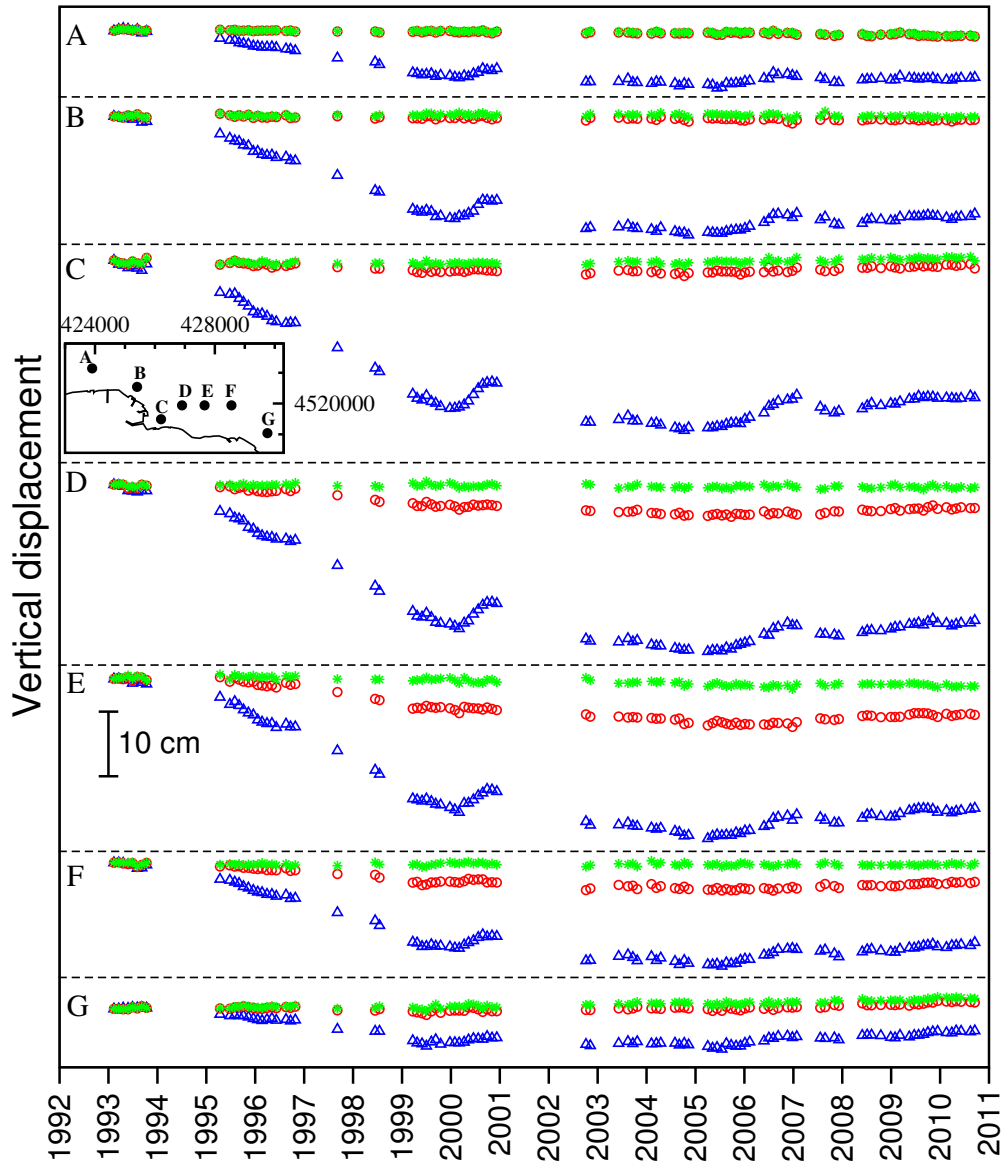 A
B
C
424000 428000
A
B
D E F
C
G
4520000
D
E
10 cm
F
G
Vertical displacement
1992 1993 1994 1995 1996 1997 1998 1999 2000 2001 2002 2003 2004 2005 2006 2007 2008 2009 2010 2011